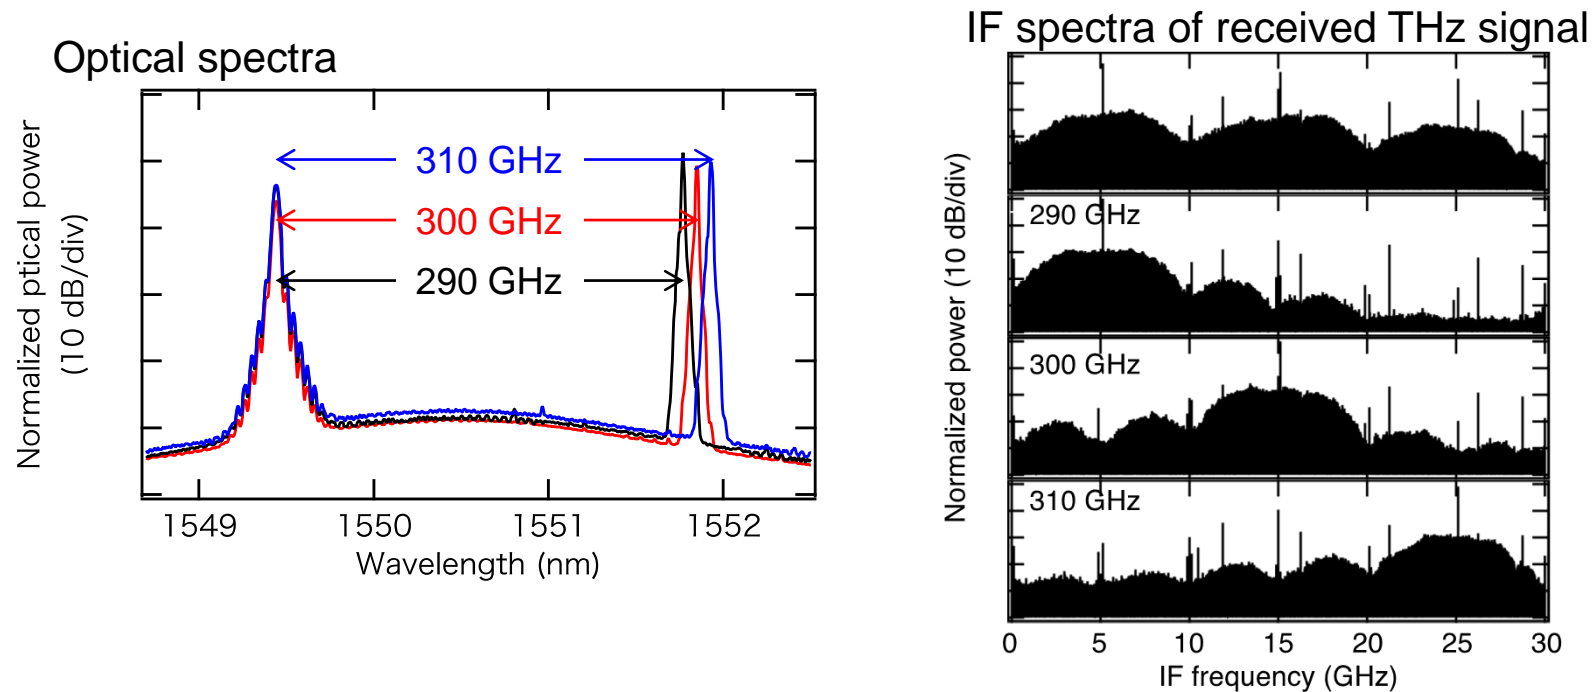 Optical spectra
Normalized ptical power
(10 dB/div)
310 GHz
300 GHz
290 GHz
1549
1550
1551
1552
Wavelength (nm)
IF spectra of received THz signal
Normalized power (10 dB/div)
290 GHz
300 GHz
310 GHz
0
5
10
15
20
25
30
IF frequency (GHz)